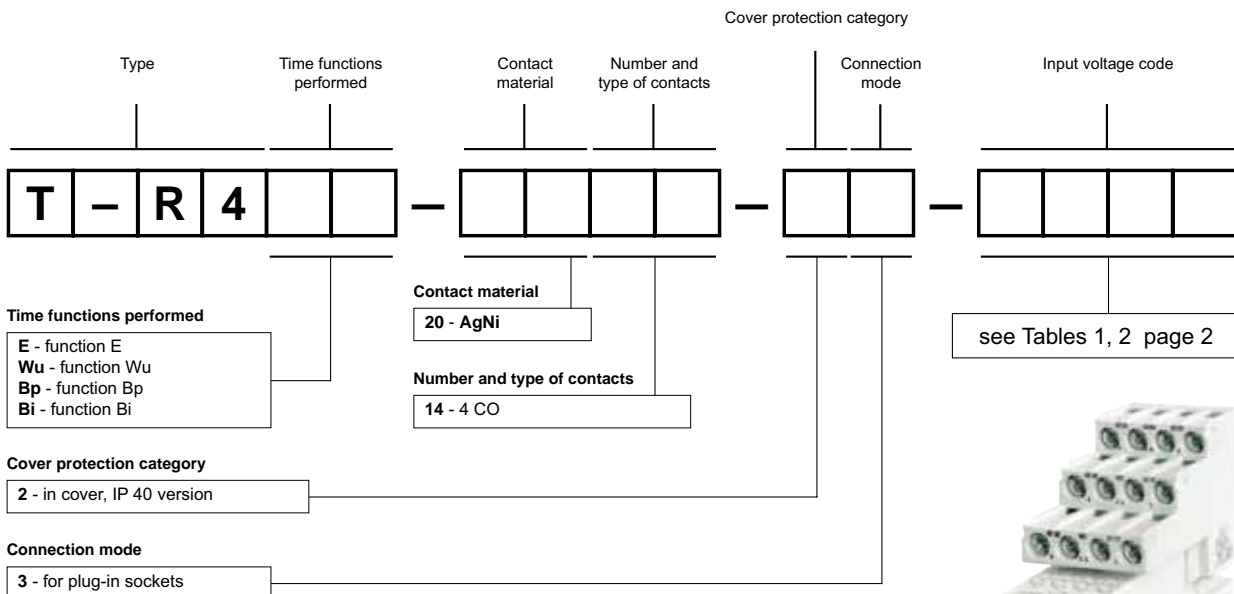 Cover protection category
Type
Time functions
performed
Contact
material
Number and
type of contacts
Connection
mode
Input voltage code
T – R 4 – – –
Time functions performed
E - function E
Wu - function Wu
Bp - function Bp
Bi - function Bi
Contact material
20 - AgNi
Number and type of contacts
14 - 4 CO
see Tables 1, 2 page 2
Cover protection category
2 - in cover, IP 40 version
Connection mode
3 - for plug-in sockets